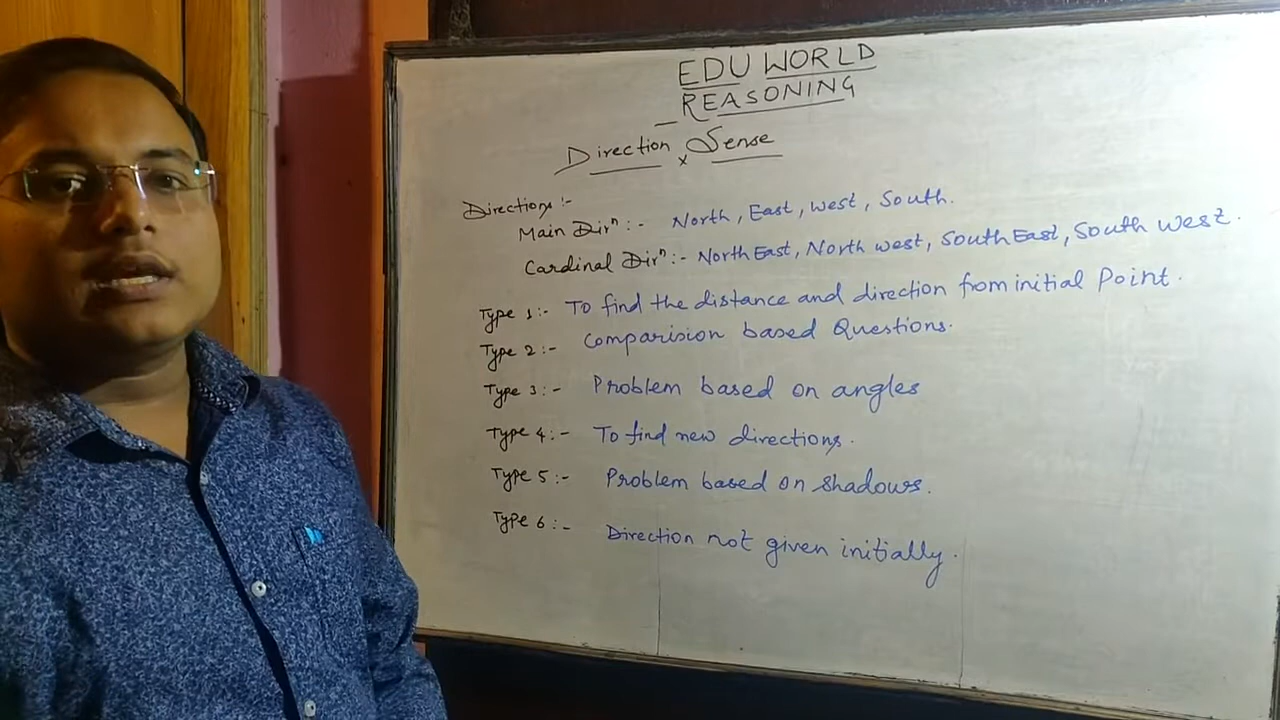 EDU WORLD
REASONING
Direction Sense
Directions :-
Main Dirⁿ :- North, East, West, South.
Cardinal Dirⁿ :- North East, North west, South East, South West.
Type 1 :- To find the distance and direction from initial Point.
Type 2 :- Comparision based Questions.
Type 3 :- Problem based on angles
Type 4 :- To find new directions.
Type 5 :- Problem based on shadows.
Type 6 :- Direction not given initially.